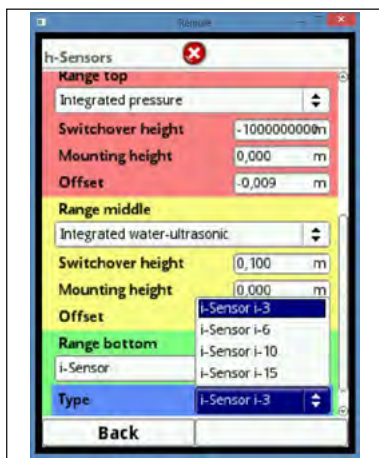 Remote
h-Sensors
Range top
Integrated pressure
Switchover height -1000000000m
Mounting height 0,000 m
Offset -0,009 m
Range middle
Integrated water-ultrasonic
Switchover height 0,100 m
Mounting height 0,000 m
Offset
i-Sensor i-3
i-Sensor i-6
i-Sensor i-10
i-Sensor i-15
Range bottom
i-Sensor
Type i-Sensor i-3
Back